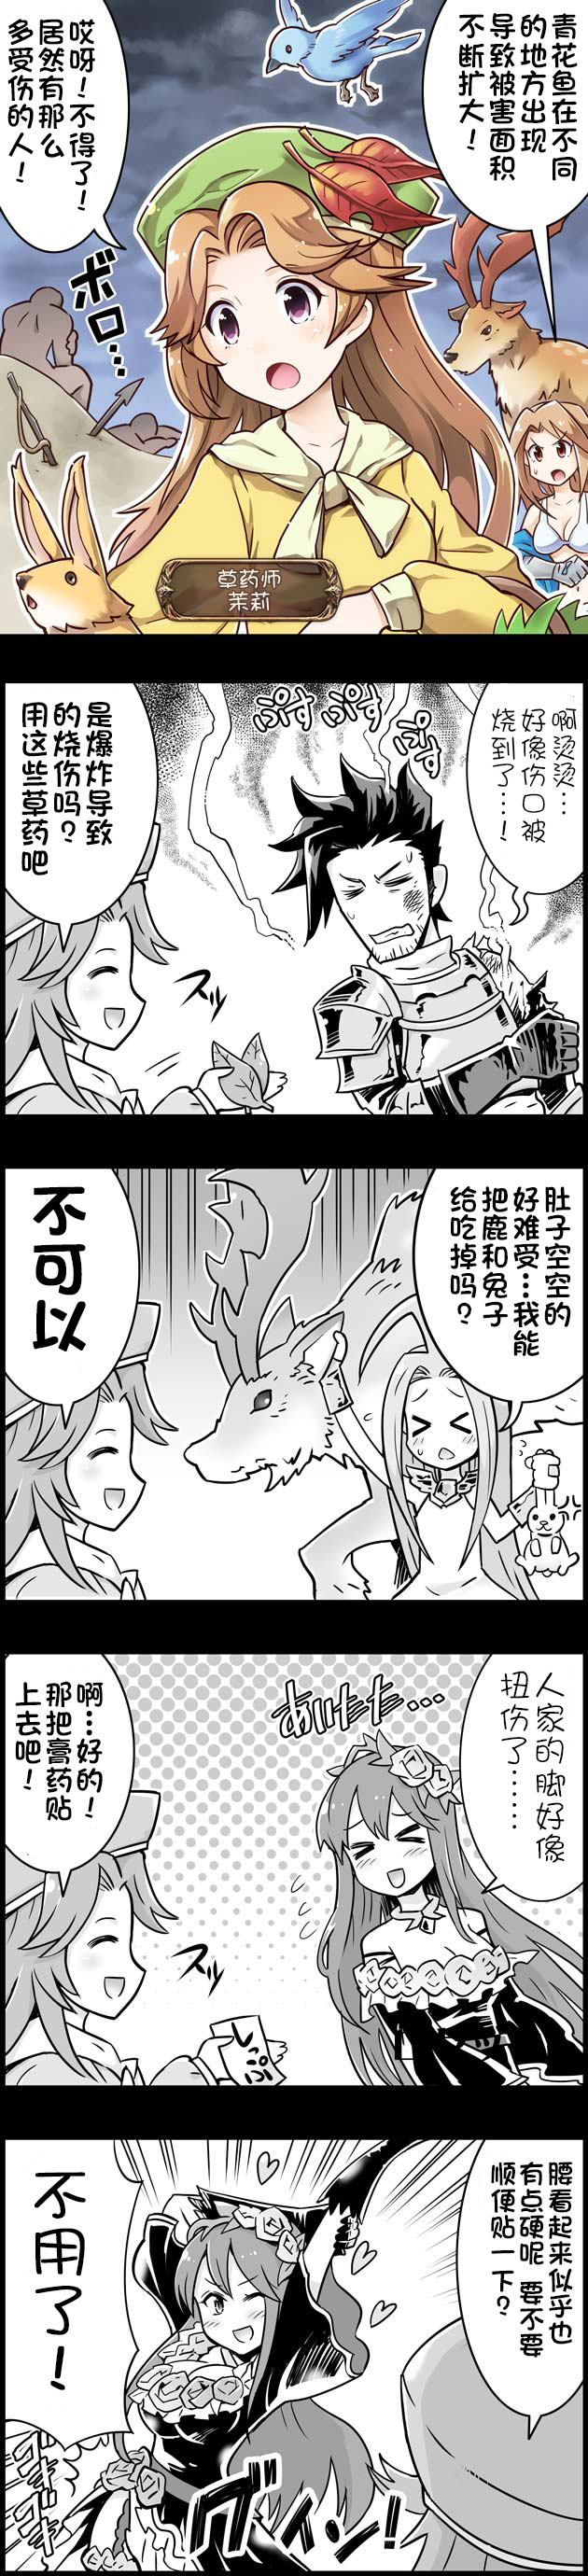 青花鱼在不同
的地方出现
导致被害面积
不断扩大！
哎呀！不得了！
居然有那么
多受伤的人！
ボロ…
草药师
茉莉
啊烫烫…
好像伤口被
烧到了…！
ぷすぷすぷす
是爆炸导致
的烧伤吗？
用这些草药吧
スッ
肚子空空的
好难受…我能
把鹿和兔子
给吃掉吗？
不可以
人家的脚好像
扭伤了……
あいたた…
啊…好的！
那把膏药贴
上去吧！
スッ
しっぷ
腰看起来似乎也
有点硬呢 要不要
顺便贴一下？
不用了！
グイン！